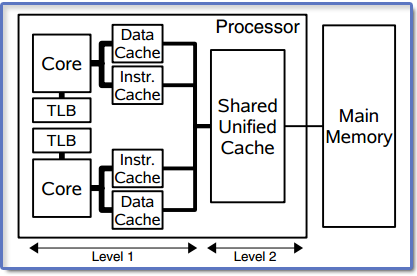 Processor
Core
Data
Cache
Instr.
Cache
TLB
TLB
Core
Instr.
Cache
Data
Cache
Shared
Unified
Cache
Main
Memory
Level 1
Level 2